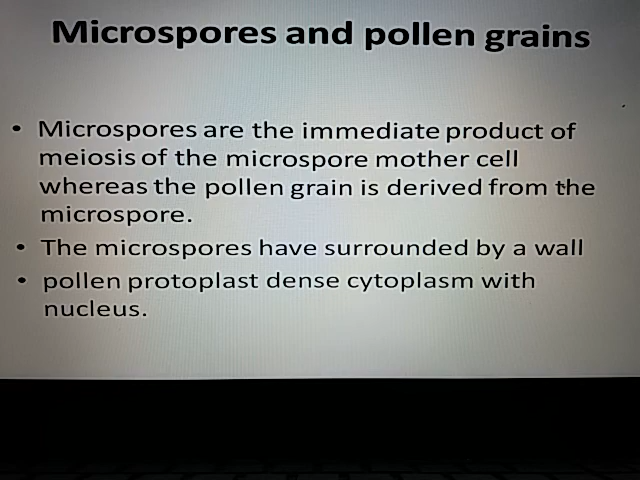 Microspores and pollen grains
• Microspores are the immediate product of
meiosis of the microspore mother cell
whereas the pollen grain is derived from the
microspore.
• The microspores have surrounded by a wall
• pollen protoplast dense cytoplasm with
nucleus.